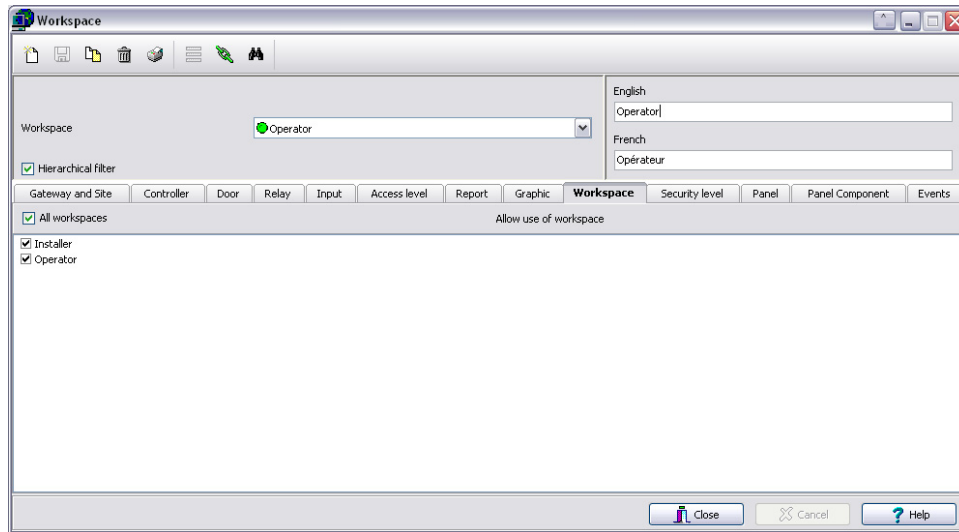 Workspace
English
Operator
Workspace
Operator
French
Opérateur
Hierarchical filter
Gateway and Site Controller Door Relay Input Access level Report Graphic Workspace Security level Panel Panel Component Events
All workspaces Allow use of workspace
Installer
Operator
Close Cancel ? Help